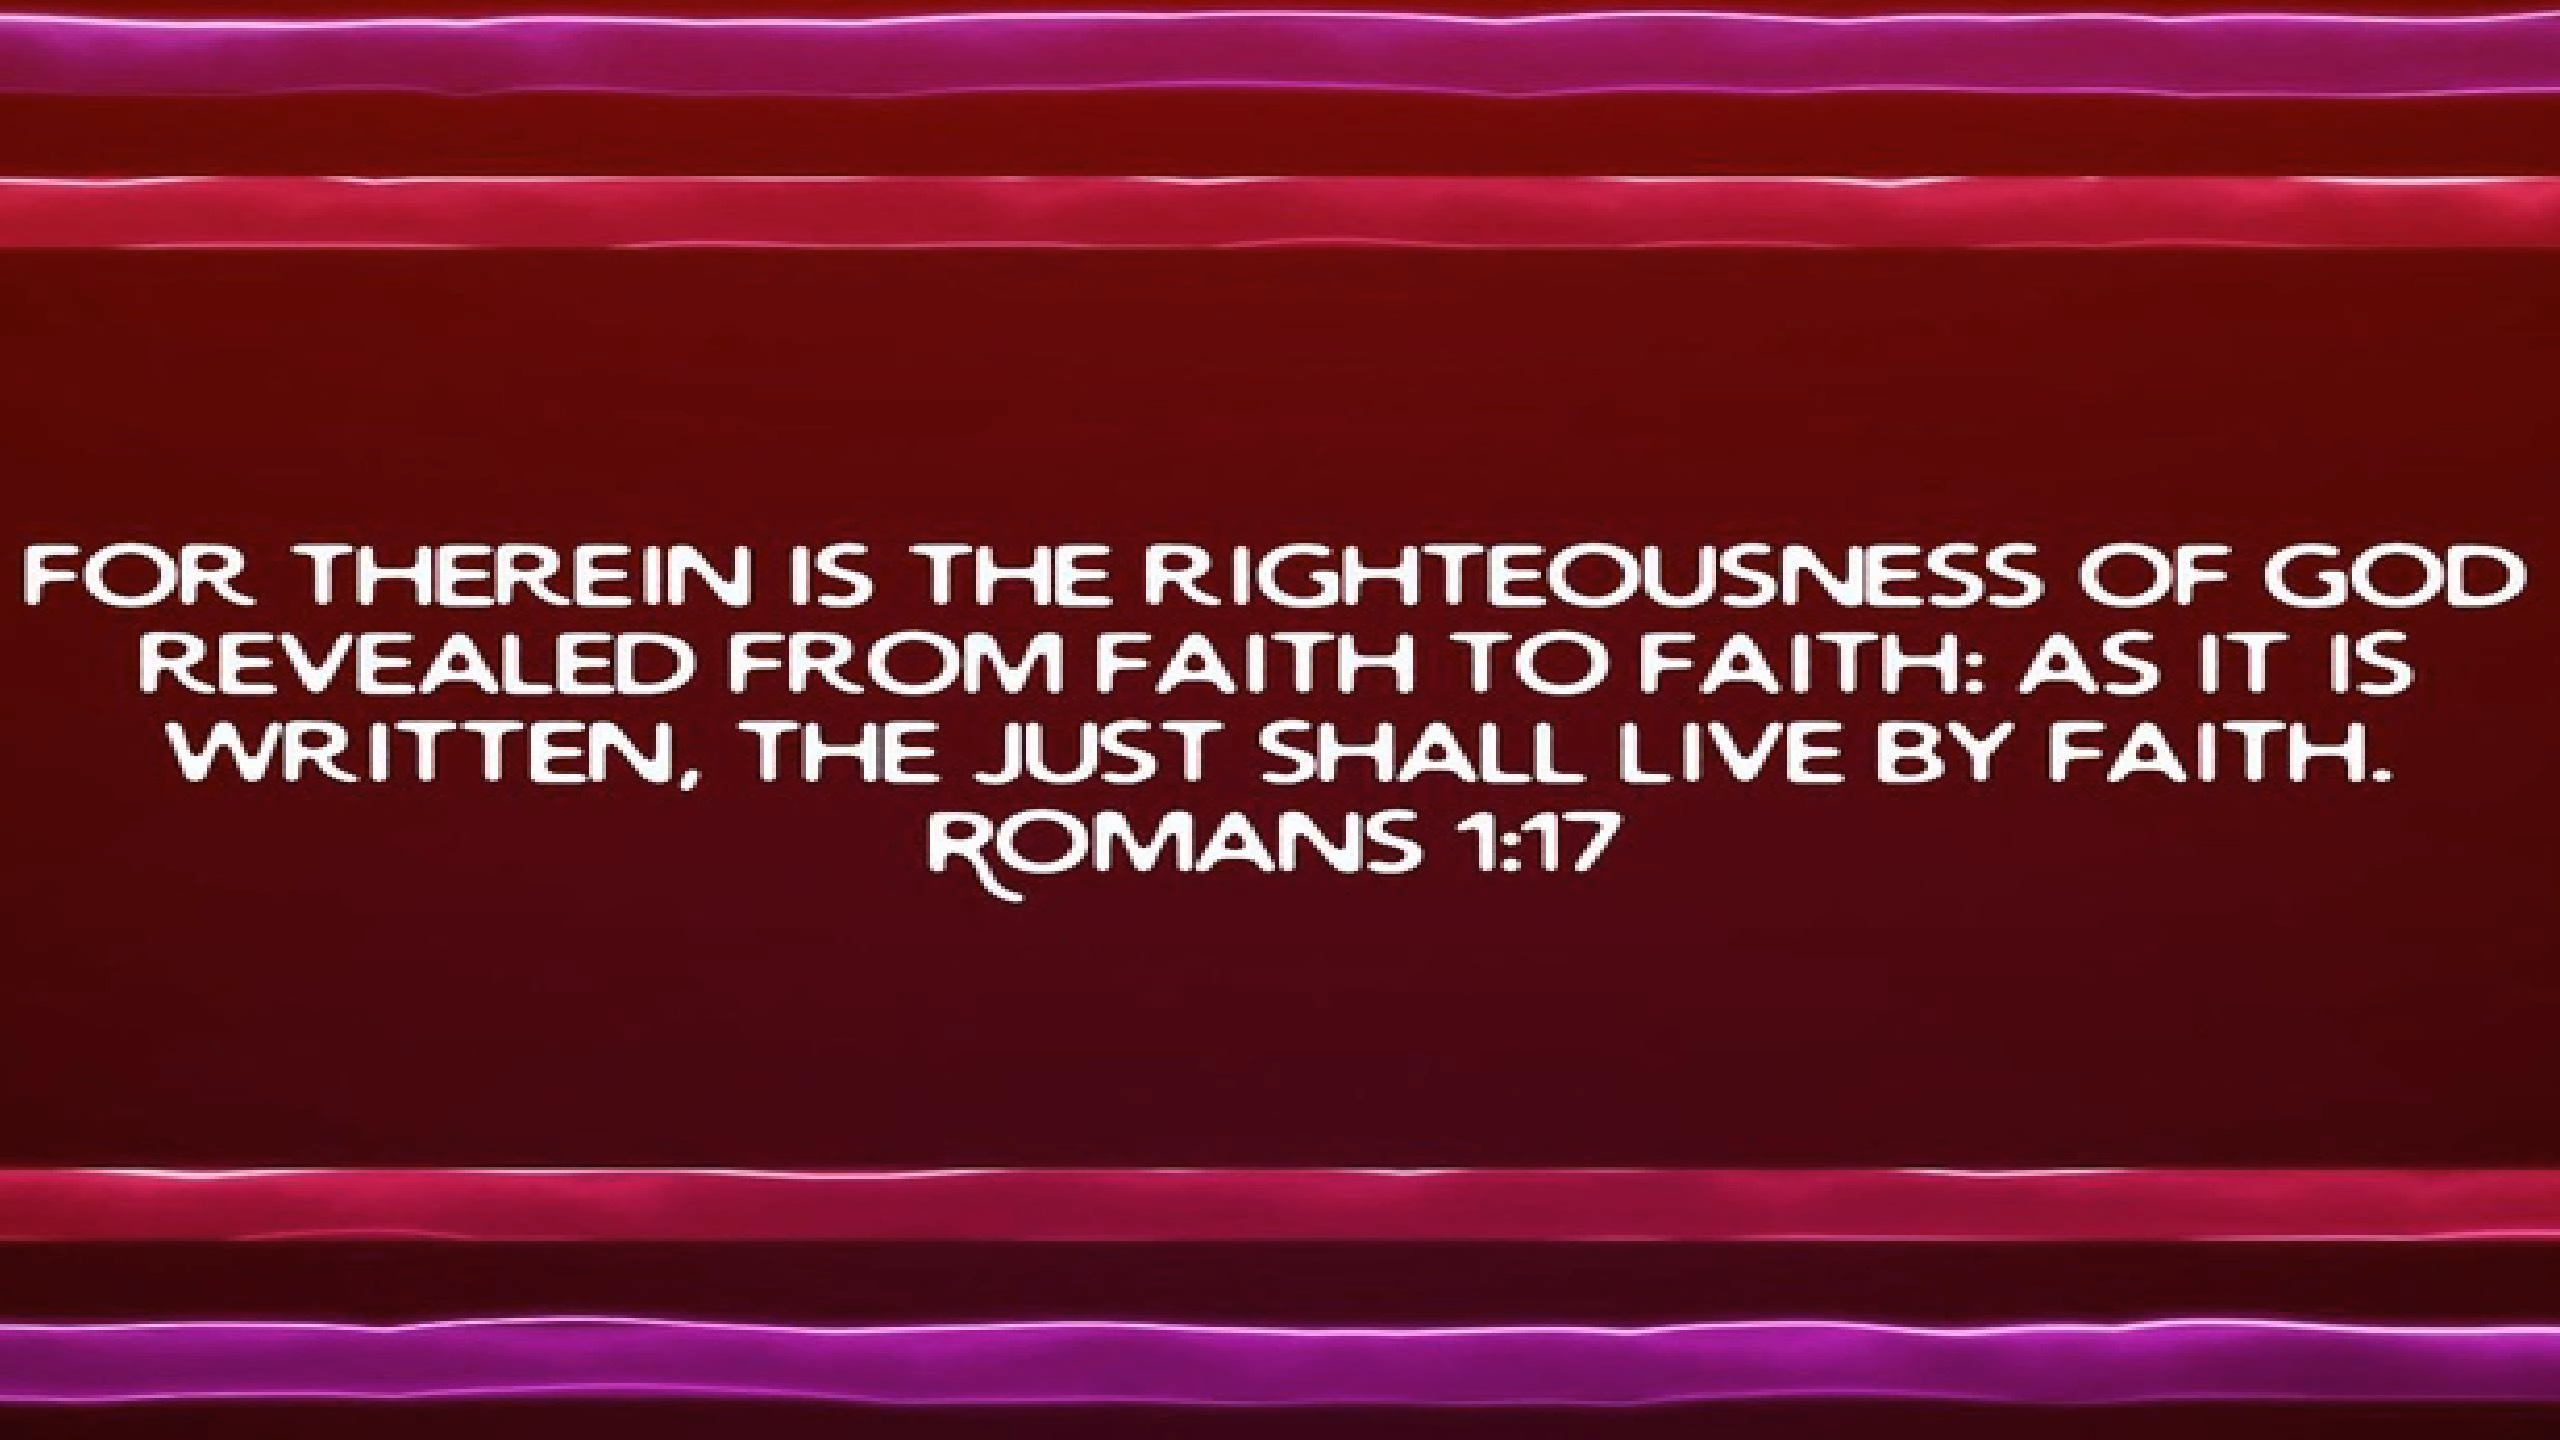 FOR THEREIN IS THE RIGHTEOUSNESS OF GOD
REVEALED FROM FAITH TO FAITH: AS IT IS
WRITTEN, THE JUST SHALL LIVE BY FAITH.
ROMANS 1:17